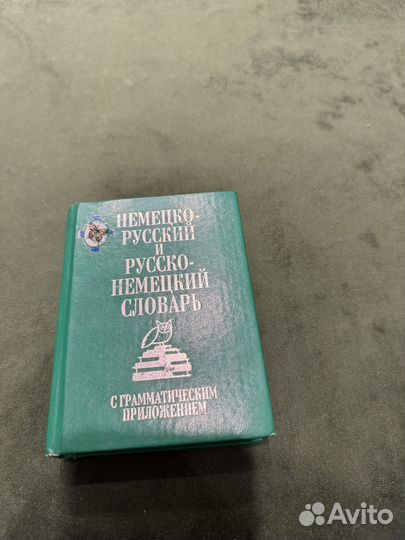 НЕМЕЦКО-
РУССКИЙ
И
РУССКО-
НЕМЕЦКИЙ
СЛОВАРЬ
С ГРАММАТИЧЕСКИМ
ПРИЛОЖЕНИЕМ
Avito